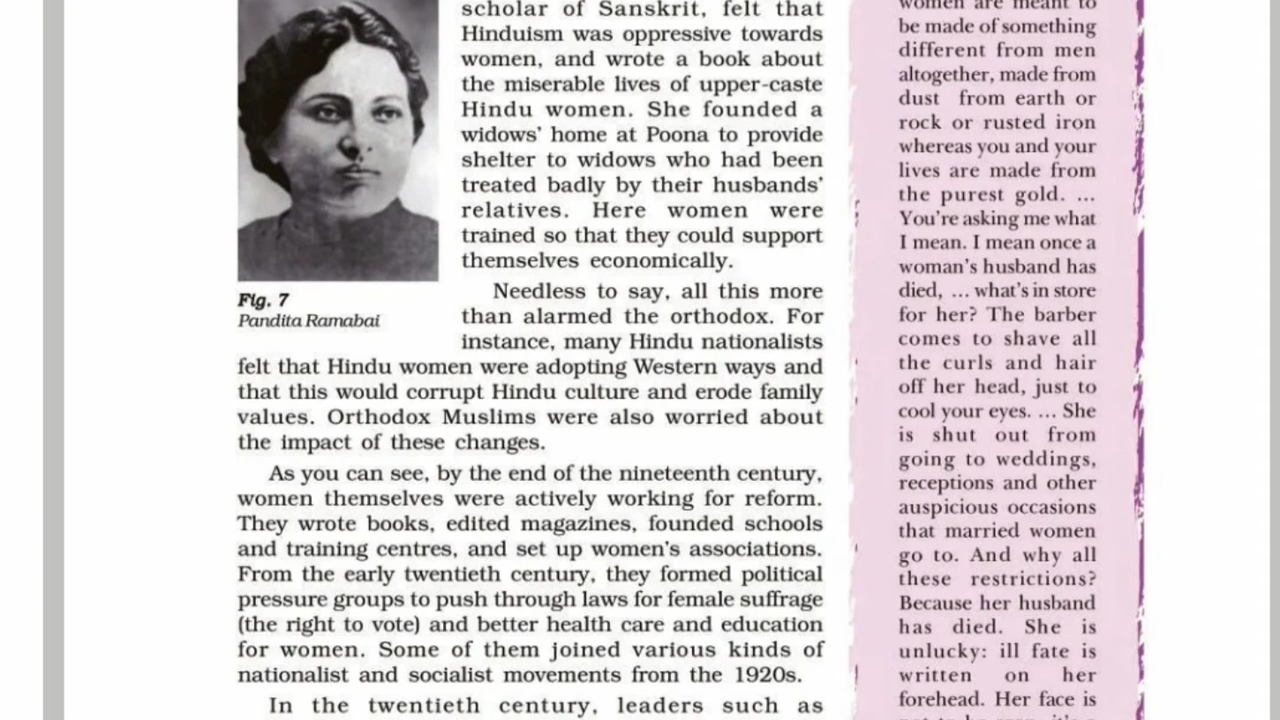 scholar of Sanskrit, felt that
Hinduism was oppressive towards
women, and wrote a book about
the miserable lives of upper-caste
Hindu women. She founded a
widows' home at Poona to provide
shelter to widows who had been
treated badly by their husbands'
relatives. Here women were
trained so that they could support
themselves economically.
Fig. 7
Pandita Ramabai
Needless to say, all this more
than alarmed the orthodox. For
instance, many Hindu nationalists
felt that Hindu women were adopting Western ways and
that this would corrupt Hindu culture and erode family
values. Orthodox Muslims were also worried about
the impact of these changes.
As you can see, by the end of the nineteenth century,
women themselves were actively working for reform.
They wrote books, edited magazines, founded schools
and training centres, and set up women's associations.
From the early twentieth century, they formed political
pressure groups to push through laws for female suffrage
(the right to vote) and better health care and education
for women. Some of them joined various kinds of
nationalist and socialist movements from the 1920s.
In the twentieth century, leaders such as
women are meant to
be made of something
different from men
altogether, made from
dust from earth or
rock or rusted iron
whereas you and your
lives are made from
the purest gold. ...
You're asking me what
I mean. I mean once a
woman's husband has
died, ... what's in store
for her? The barber
comes to shave all
the curls and hair
off her head, just to
cool your eyes. ... She
is shut out from
going to weddings,
receptions and other
auspicious occasions
that married women
go to. And why all
these restrictions?
Because her husband
has died. She is
unlucky: ill fate is
written on her
forehead. Her face is